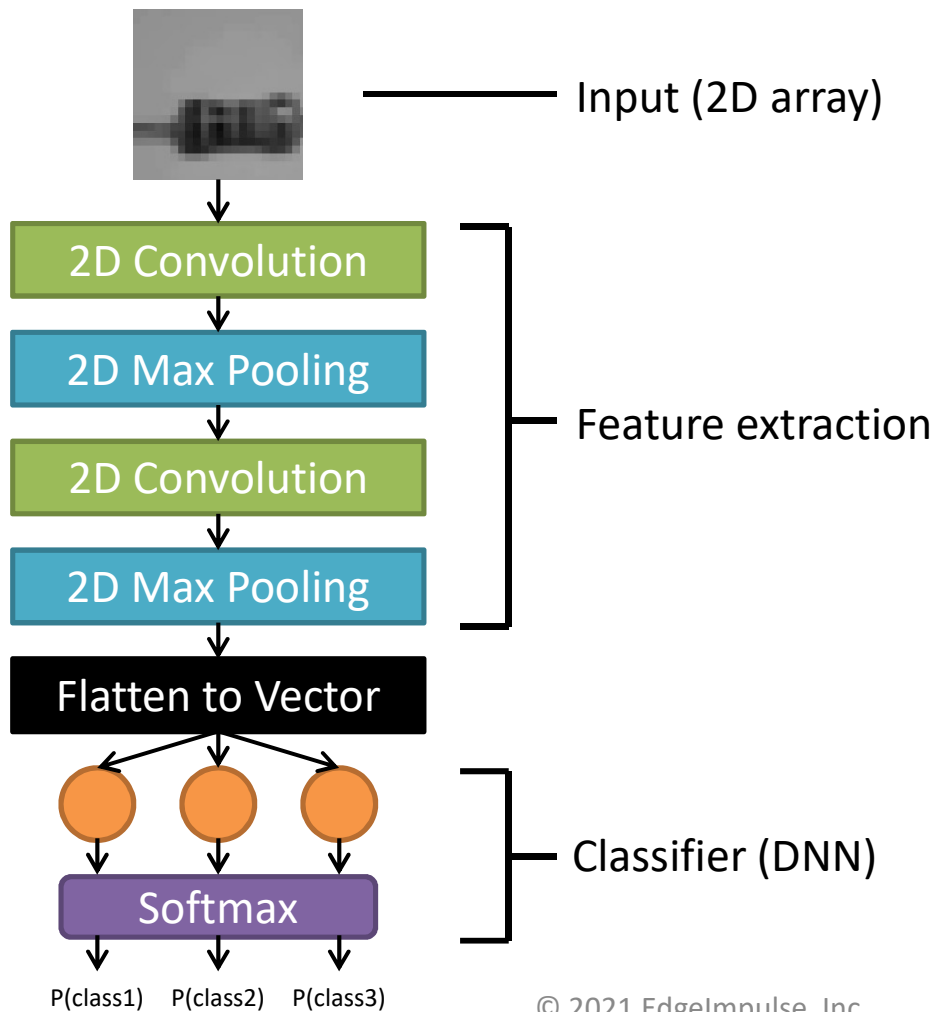 Input (2D array)
2D Convolution
2D Max Pooling
Feature extraction
2D Convolution
2D Max Pooling
Flatten to Vector
Classifier (DNN)
Softmax
P(class1) P(class2) P(class3)
© 2021 EdgeImpulse, Inc